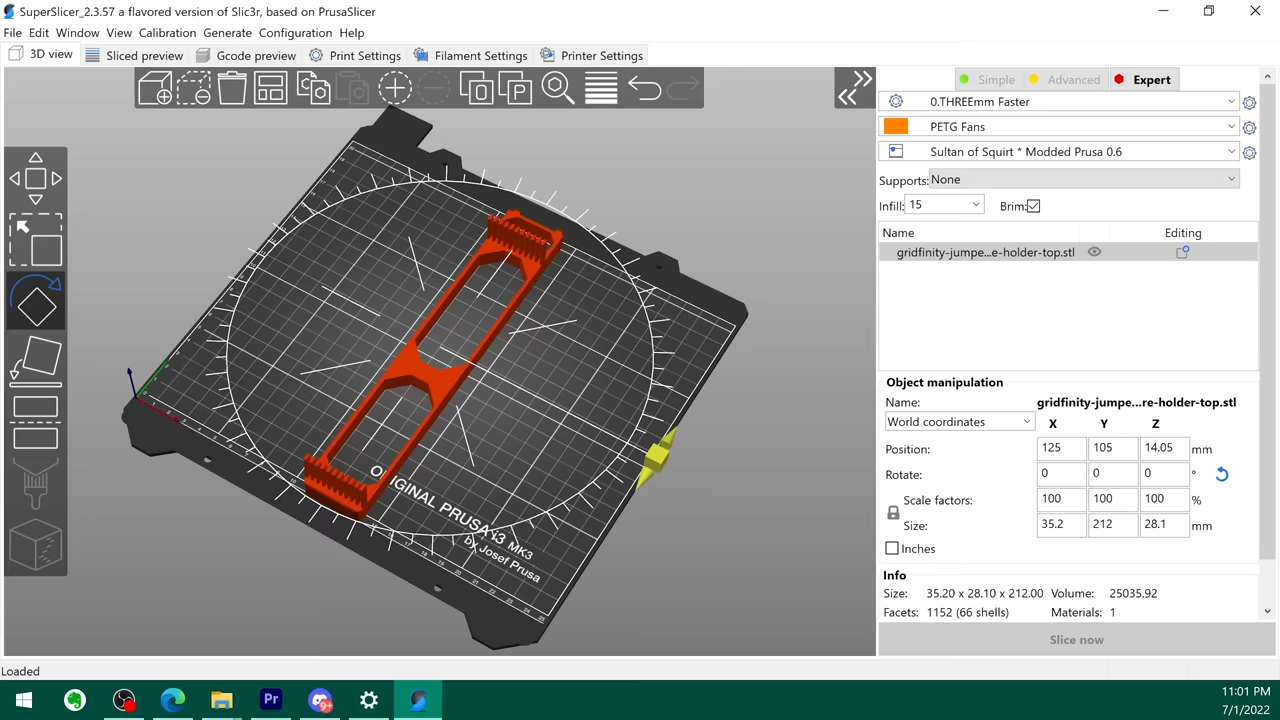 SuperSlicer_2.3.57 a flavored version of Slic3r, based on PrusaSlicer
File Edit Window View Calibration Generate Configuration Help
3D view Sliced preview Gcode preview Print Settings Filament Settings Printer Settings
Simple Advanced Expert
0.THREEmm Faster
PETG Fans
Sultan of Squirt * Modded Prusa 0.6
Supports: None
Infill: 15 Brim:
Name Editing
gridfinity-jumpe...e-holder-top.stl
Object manipulation
Name: gridfinity-jumpe...re-holder-top.stl
World coordinates X Y Z
Position: 125 105 14.05 mm
Rotate: 0 0 0 °
Scale factors: 100 100 100 %
Size: 35.2 212 28.1 mm
Inches
Info
Size: 35.20 x 28.10 x 212.00 Volume: 25035.92
Facets: 1152 (66 shells) Materials: 1
Slice now
ORIGINAL PRUSA i3 MK3
by Josef Prusa
Loaded
Pr 9+
11:01 PM
7/1/2022